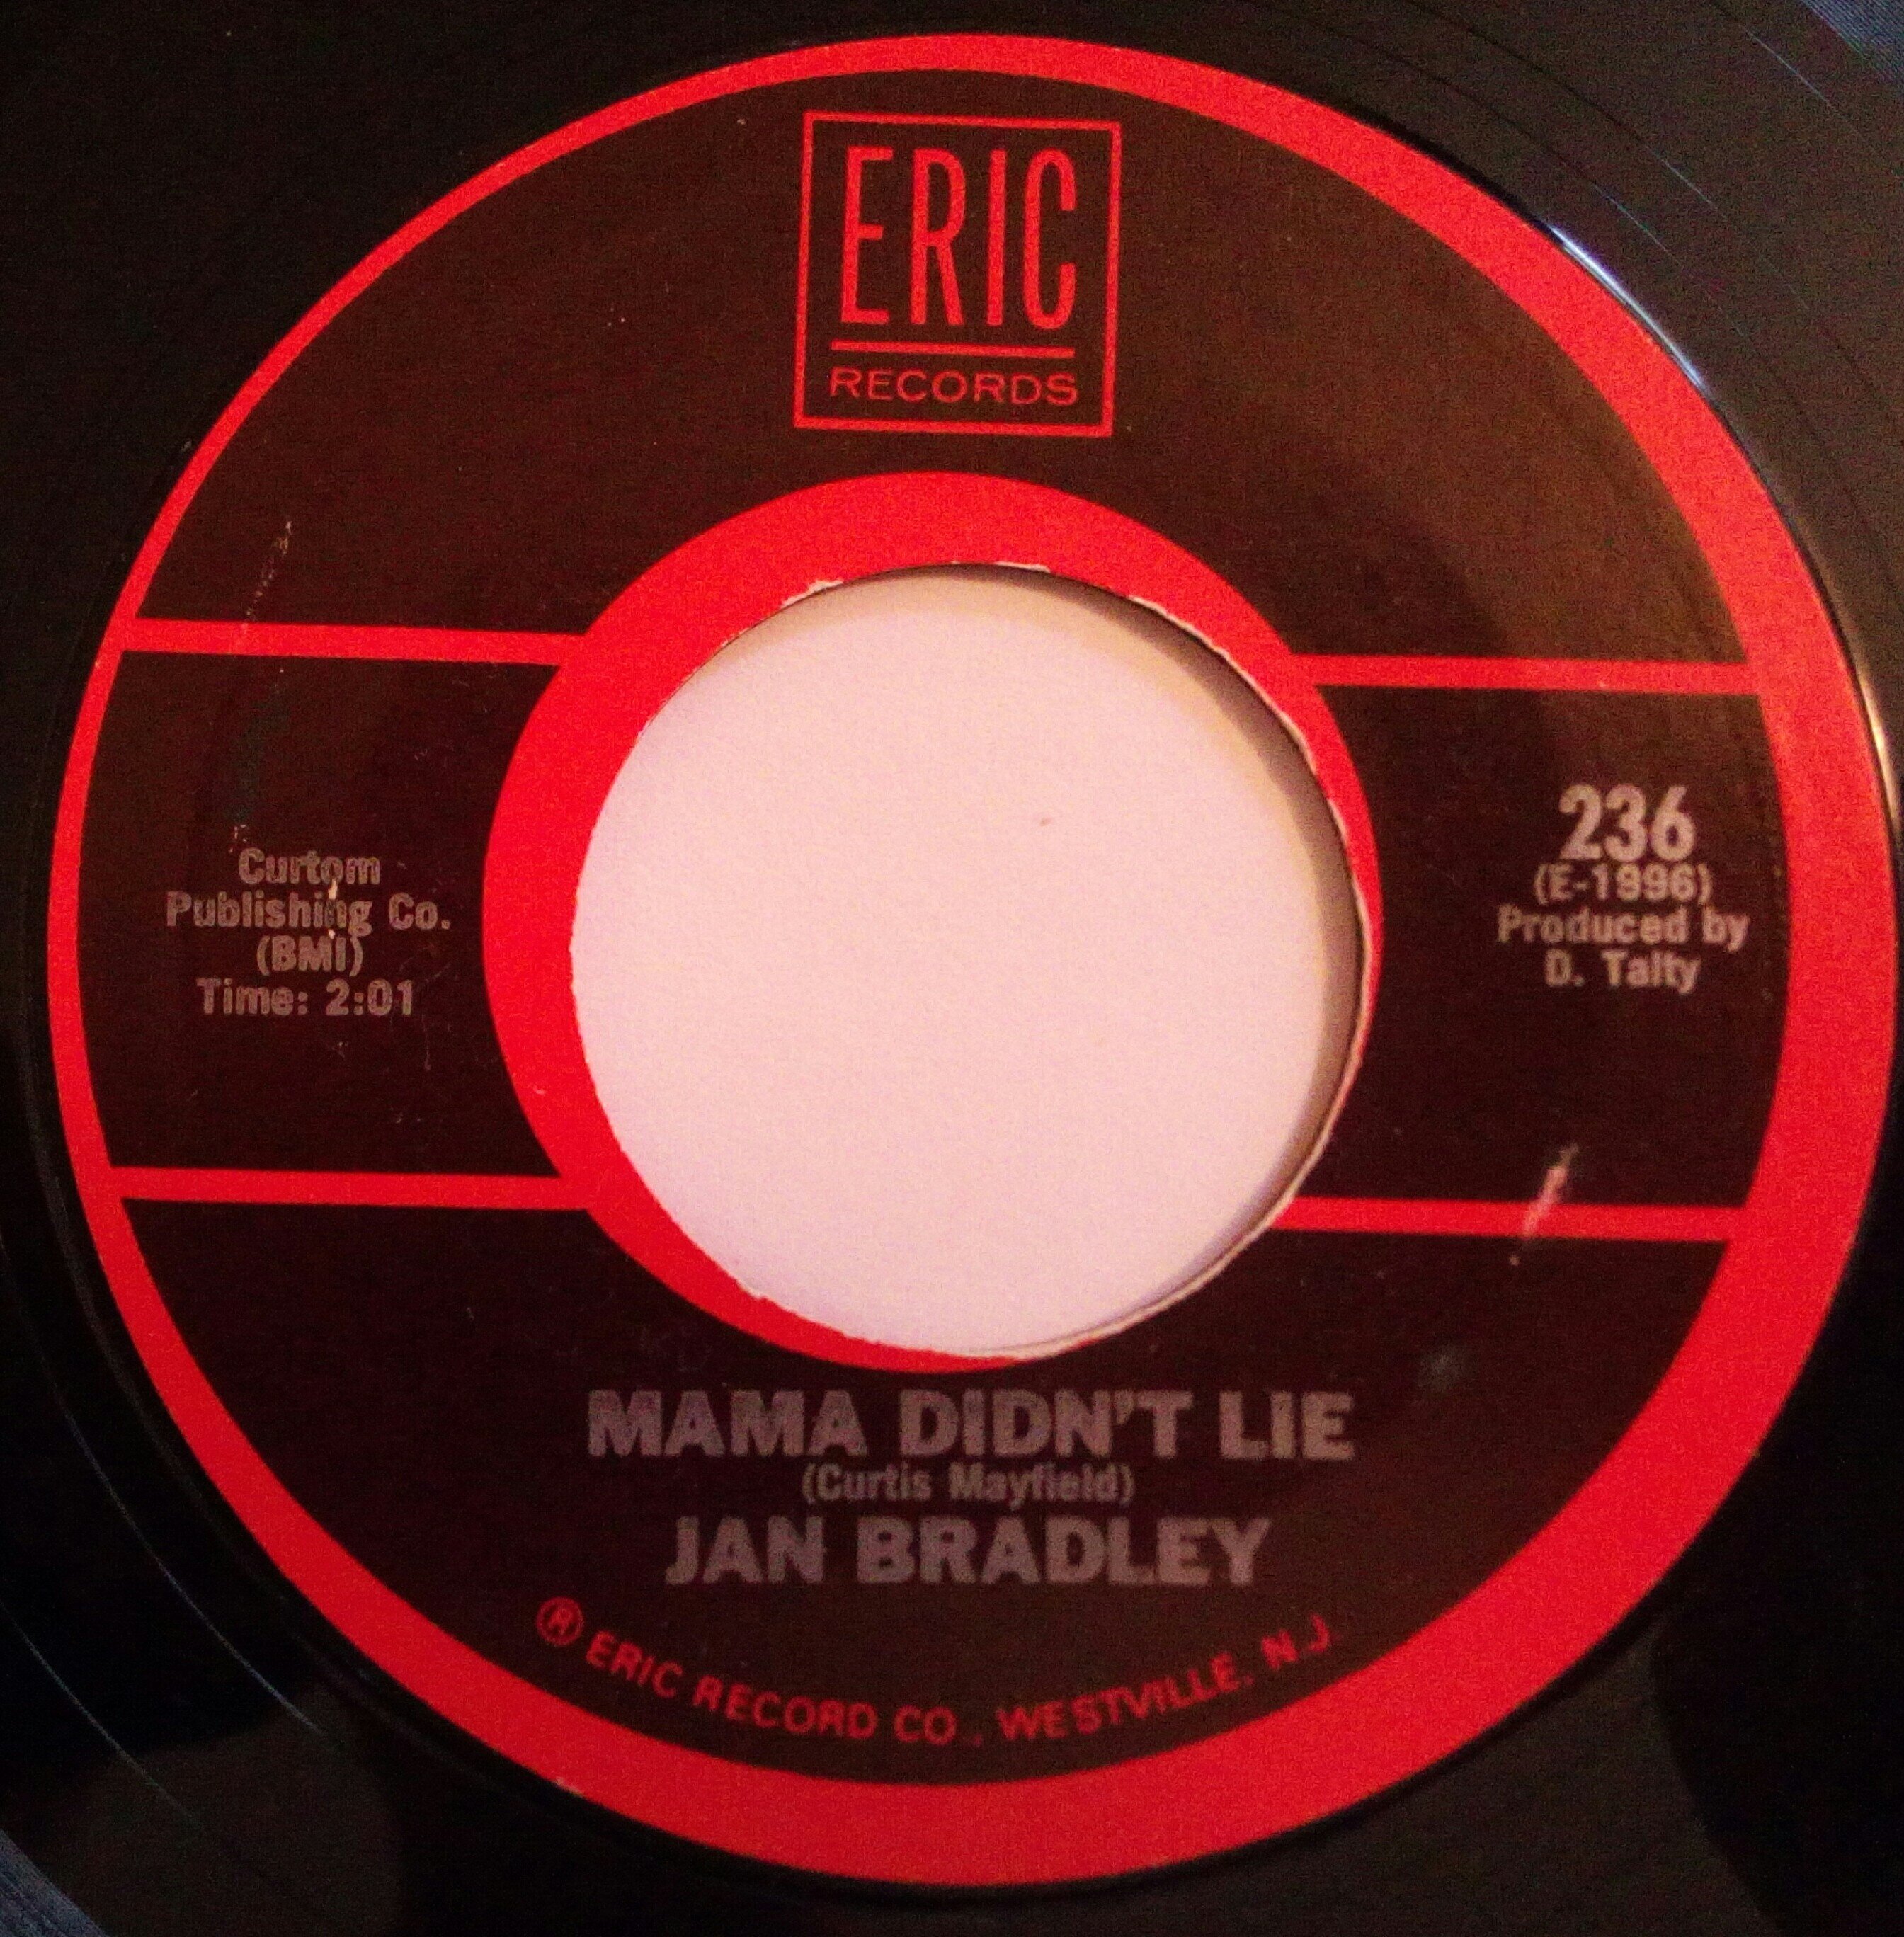 ERIC
RECORDS
Curtom
Publishing Co.
(BMI)
Time: 2:01
236
(E-1996)
Produced by
D. Talty
MAMA DIDN'T LIE
(Curtis Mayfield)
JAN BRADLEY
® ERIC RECORD CO., WESTVILLE, N.J.